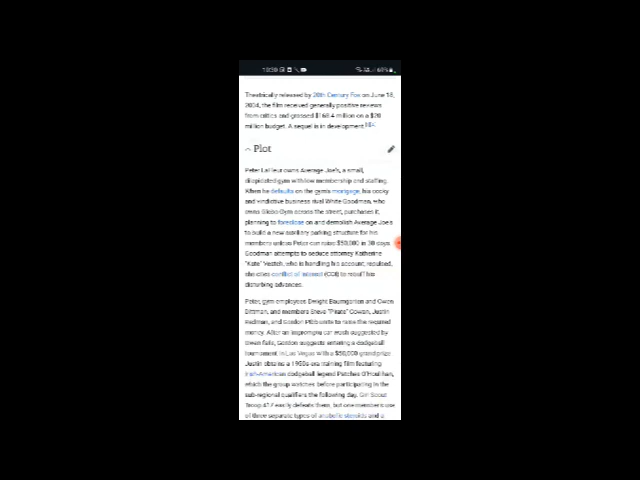 10:30
Theatrically released by 20th Century Fox on June 18,
2004, the film received generally positive reviews
from critics and grossed $168.4 million on a $20
million budget. A sequel is in development.
Plot
Peter LaFleur owns Average Joe's, a small,
dilapidated gym with low membership and staffing.
When he defaults on the gym's mortgage, his cocky
and vindictive business rival White Goodman, who
owns Globo Gym across the street, purchases it,
planning to foreclose on and demolish Average Joe's
to build a new auxiliary parking structure for his
members unless Peter can raise $50,000 in 30 days.
Goodman attempts to seduce attorney Katherine
"Kate" Veatch, who is handling his account; repulsed,
she cites conflict of interest (COI) to rebuff his
disturbing advances.
Peter, gym employees Dwight Baumgarten and Owen
Dittman, and members Steve "Pirate" Cowan, Justin
Redman, and Gordon Pibb unite to raise the required
money. After an impromptu car wash suggested by
Owen fails, Gordon suggests entering a dodgeball
tournament in Las Vegas with a $50,000 grand prize.
Justin obtains a 1950s-era training film featuring
Irish-American dodgeball legend Patches O'Houlihan,
which the group watches before participating in the
sub-regional qualifiers the following day. Girl Scout
Troop 417 easily defeats them, but one member's use
of three separate types of anabolic steroids and a